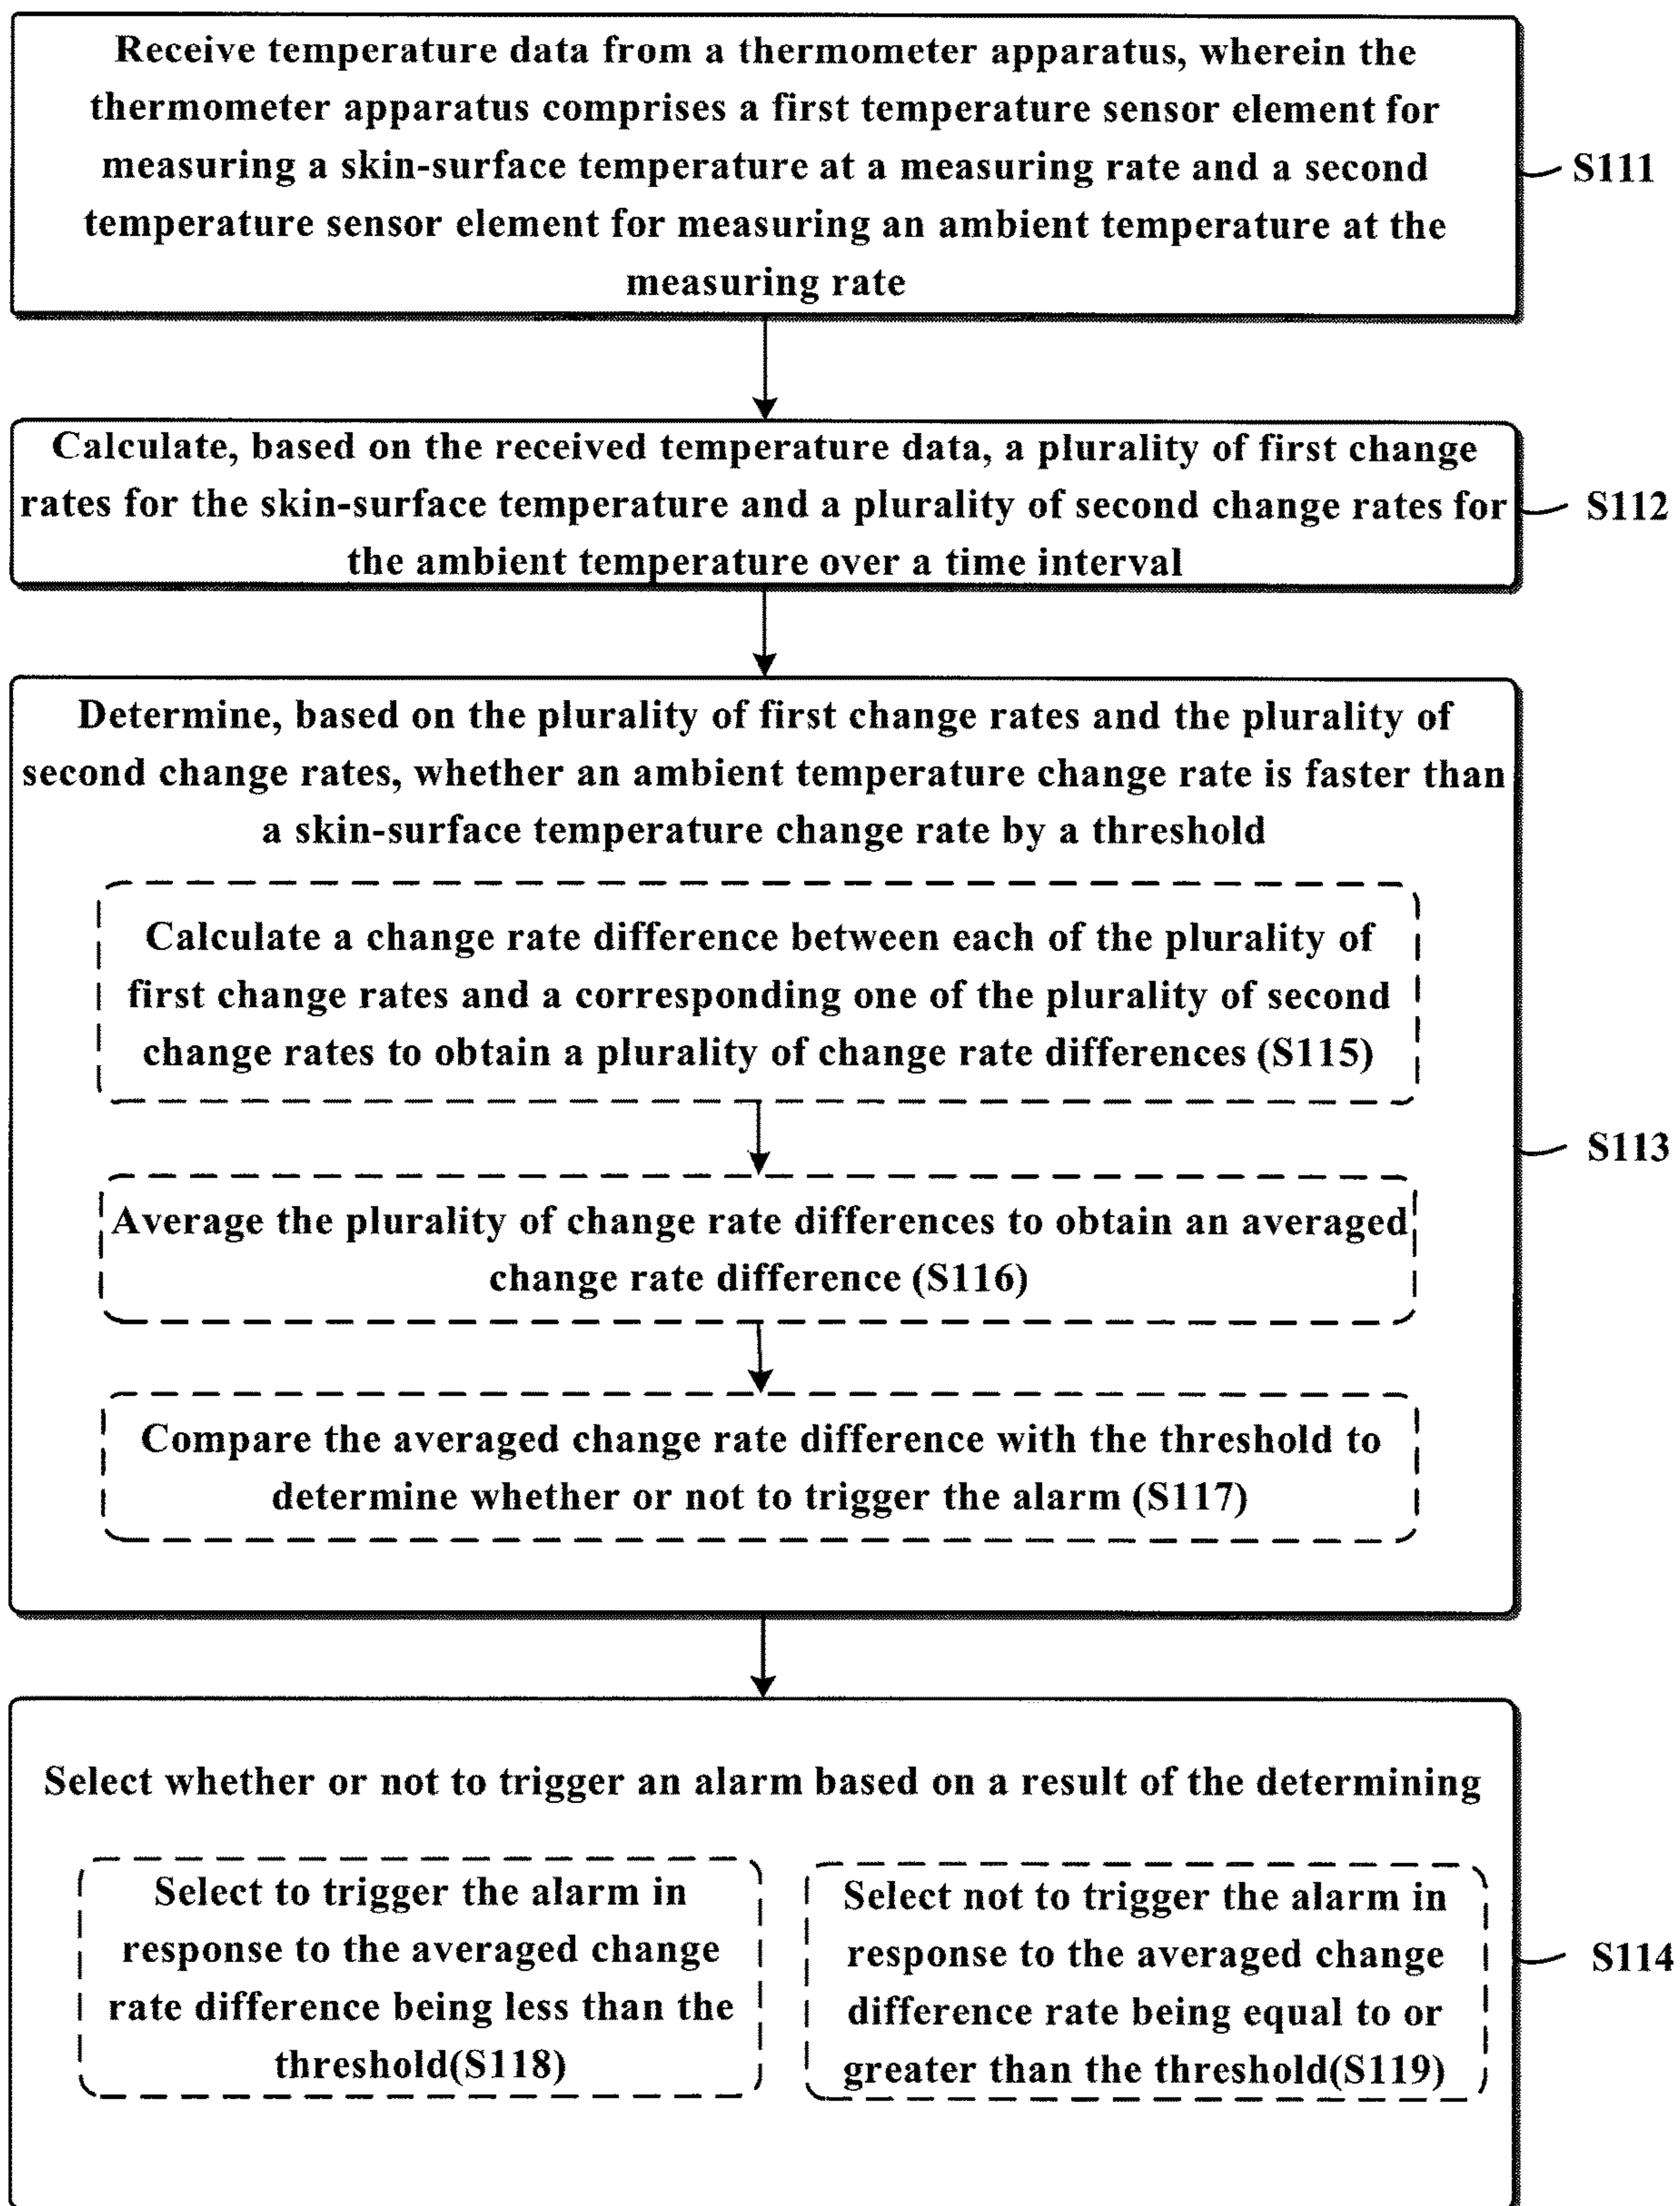 Receive temperature data from a thermometer apparatus, wherein the
thermometer apparatus comprises a first temperature sensor element for
measuring a skin-surface temperature at a measuring rate and a second
temperature sensor element for measuring an ambient temperature at the
measuring rate
S111
Calculate, based on the received temperature data, a plurality of first change
rates for the skin-surface temperature and a plurality of second change rates for
the ambient temperature over a time interval
S112
Determine, based on the plurality of first change rates and the plurality of
second change rates, whether an ambient temperature change rate is faster than
a skin-surface temperature change rate by a threshold
Calculate a change rate difference between each of the plurality of
first change rates and a corresponding one of the plurality of second
change rates to obtain a plurality of change rate differences (S115)
Average the plurality of change rate differences to obtain an averaged
change rate difference (S116)
Compare the averaged change rate difference with the threshold to
determine whether or not to trigger the alarm (S117)
S113
Select whether or not to trigger an alarm based on a result of the determining
Select to trigger the alarm in
response to the averaged change
rate difference being less than the
threshold(S118)
Select not to trigger the alarm in
response to the averaged change
difference rate being equal to or
greater than the threshold(S119)
S114